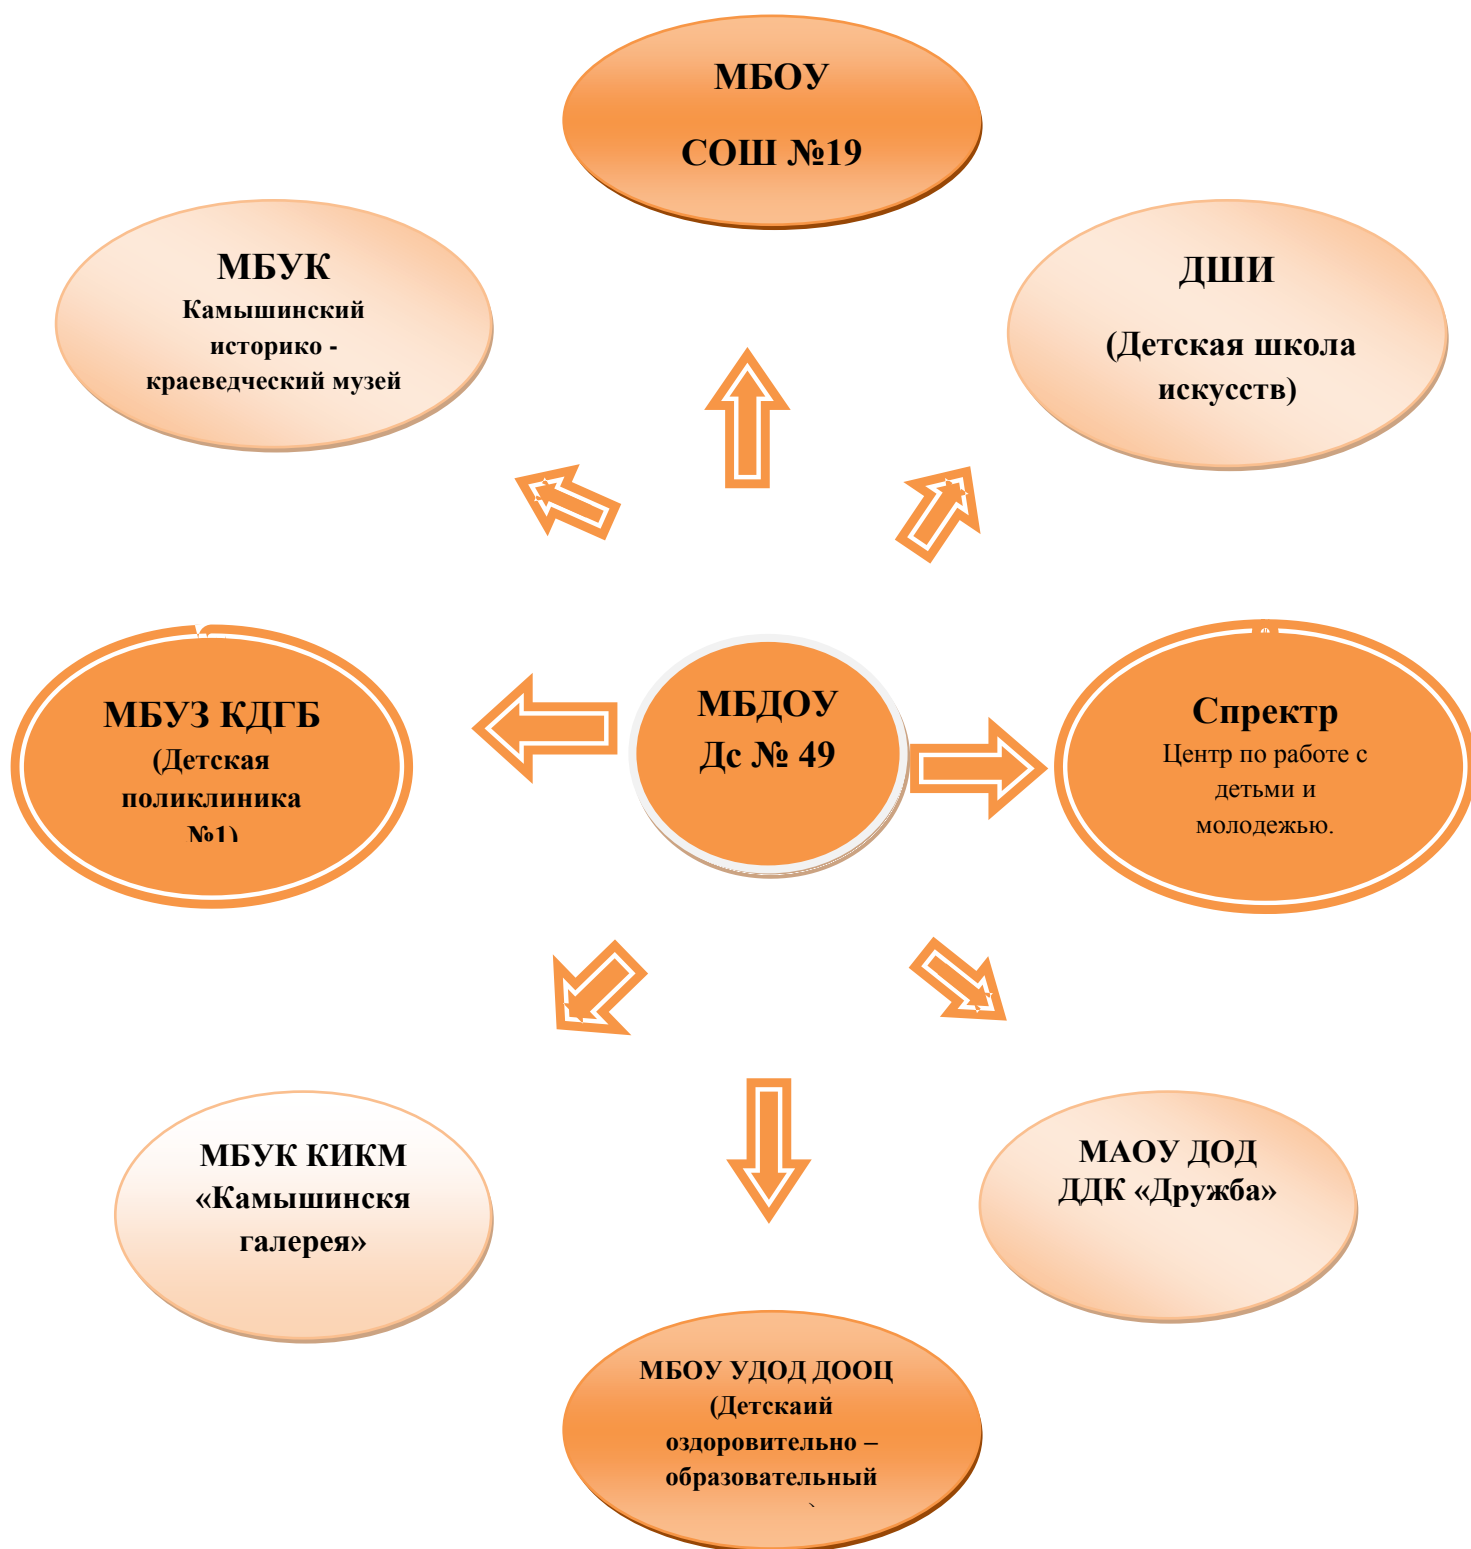 МБОУ
СОШ №19
МБУК
Камышинский
историко -
краеведческий музей
ДШИ
(Детская школа
искусств)
МБУЗ КДГБ
(Детская
поликлиника
№1)
МБДОУ
Дс № 49
Спректр
Центр по работе с
детьми и
молодежью.
МБУК КИКМ
«Камышинскя
галерея»
МАОУ ДОД
ДДК «Дружба»
МБОУ УДОД ДООЦ
(Детскаий
оздоровительно –
образовательный